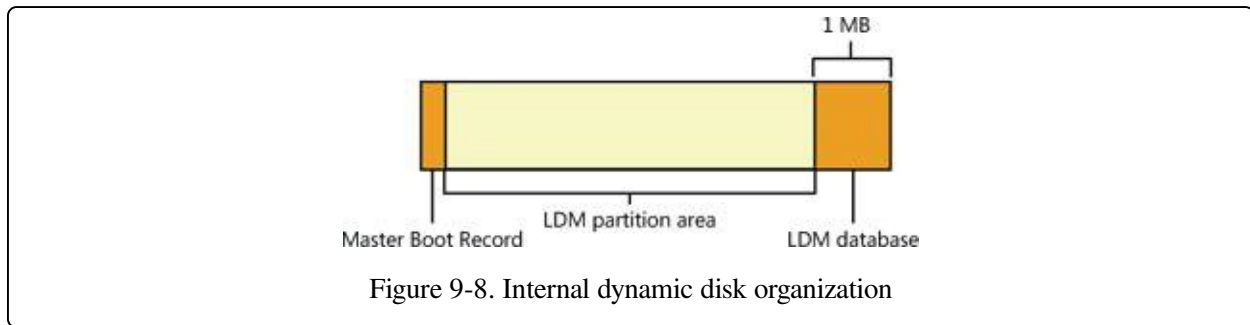 1 MB
LDM partition area
Master Boot Record
LDM database
Figure 9-8. Internal dynamic disk organization